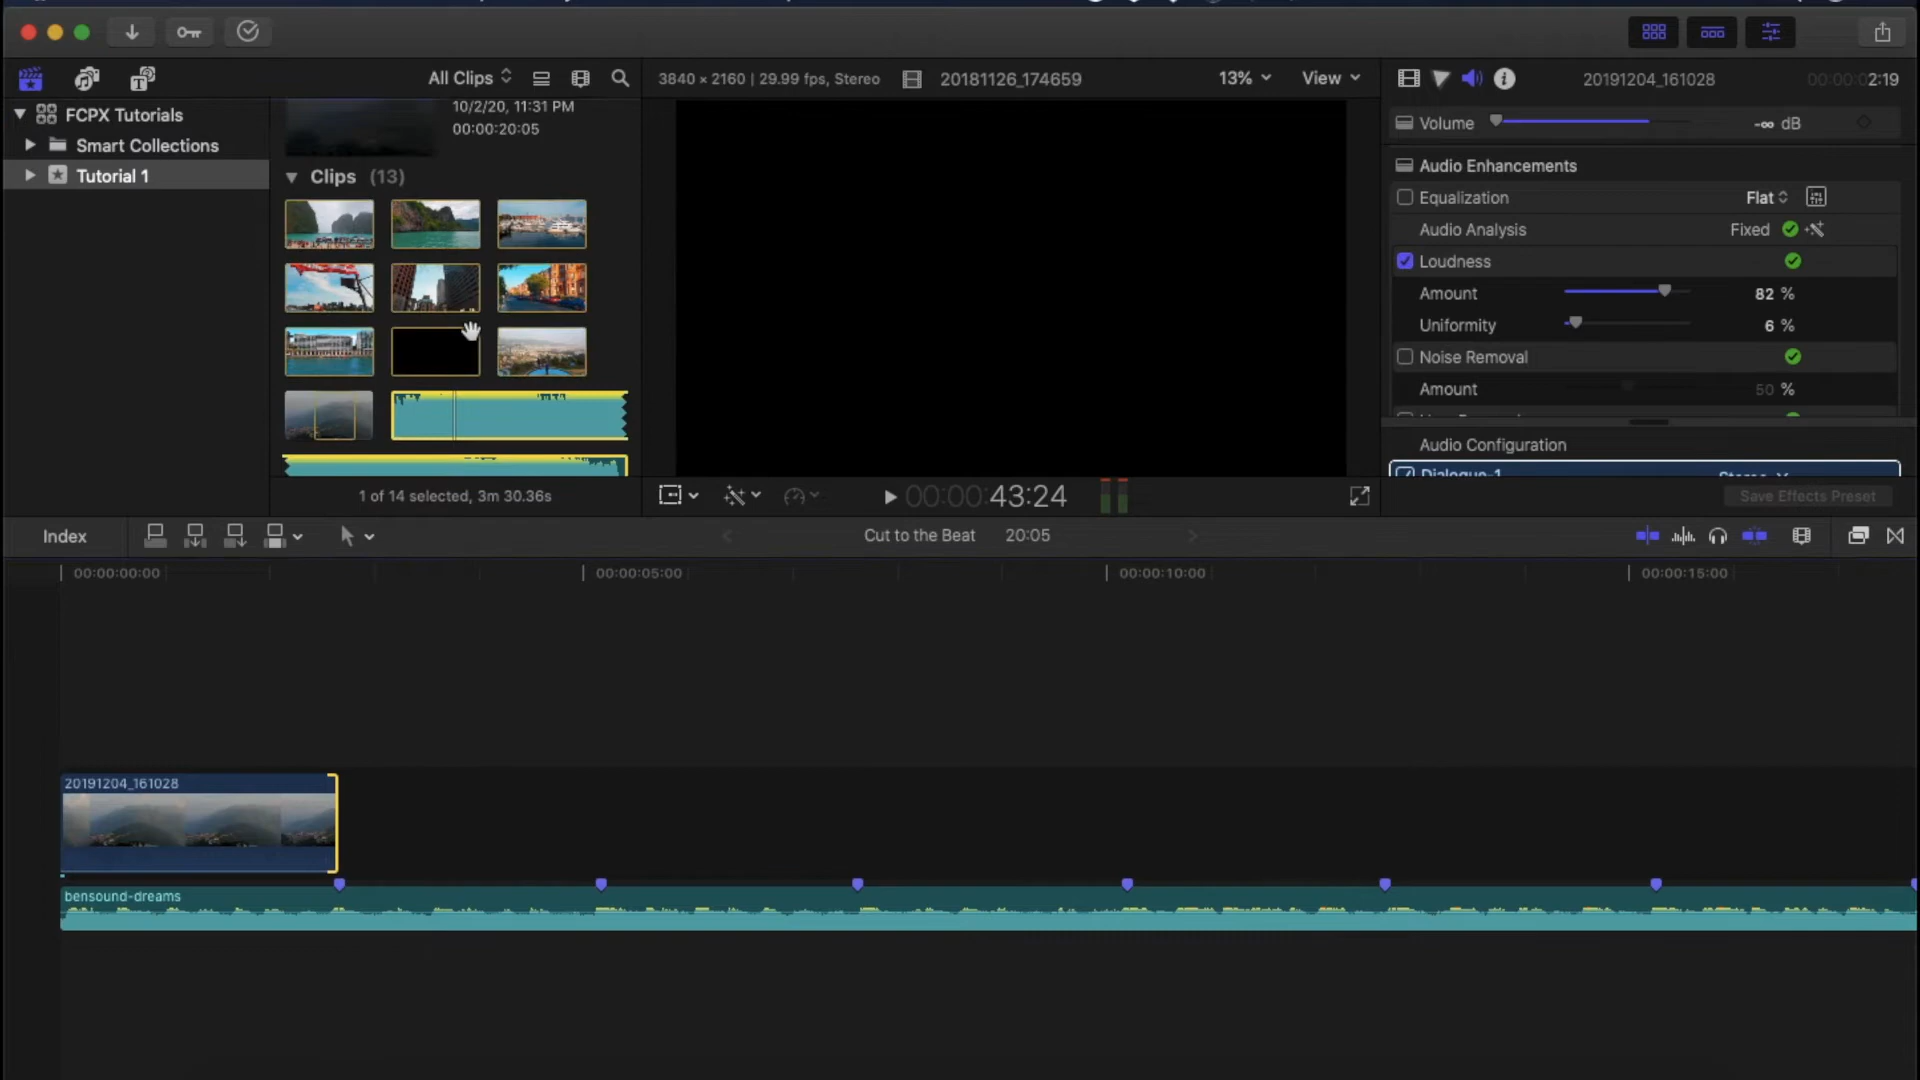 All Clips
3840 × 2160 | 29.99 fps, Stereo
20181126_174659
13%
View
20191204_161028
00:00:02:19
FCPX Tutorials
Smart Collections
Tutorial 1
10/2/20, 11:31 PM
00:00:20:05
Clips (13)
1 of 14 selected, 3m 30.36s
00:00:43:24
Volume
-∞ dB
Audio Enhancements
Equalization
Flat
Audio Analysis
Fixed
Loudness
Amount
82 %
Uniformity
6 %
Noise Removal
Amount
50 %
Audio Configuration
Dialogue-1
Stereo
Save Effects Preset
Index
Cut to the Beat
20:05
00:00:00:00
00:00:05:00
00:00:10:00
00:00:15:00
20191204_161028
bensound-dreams